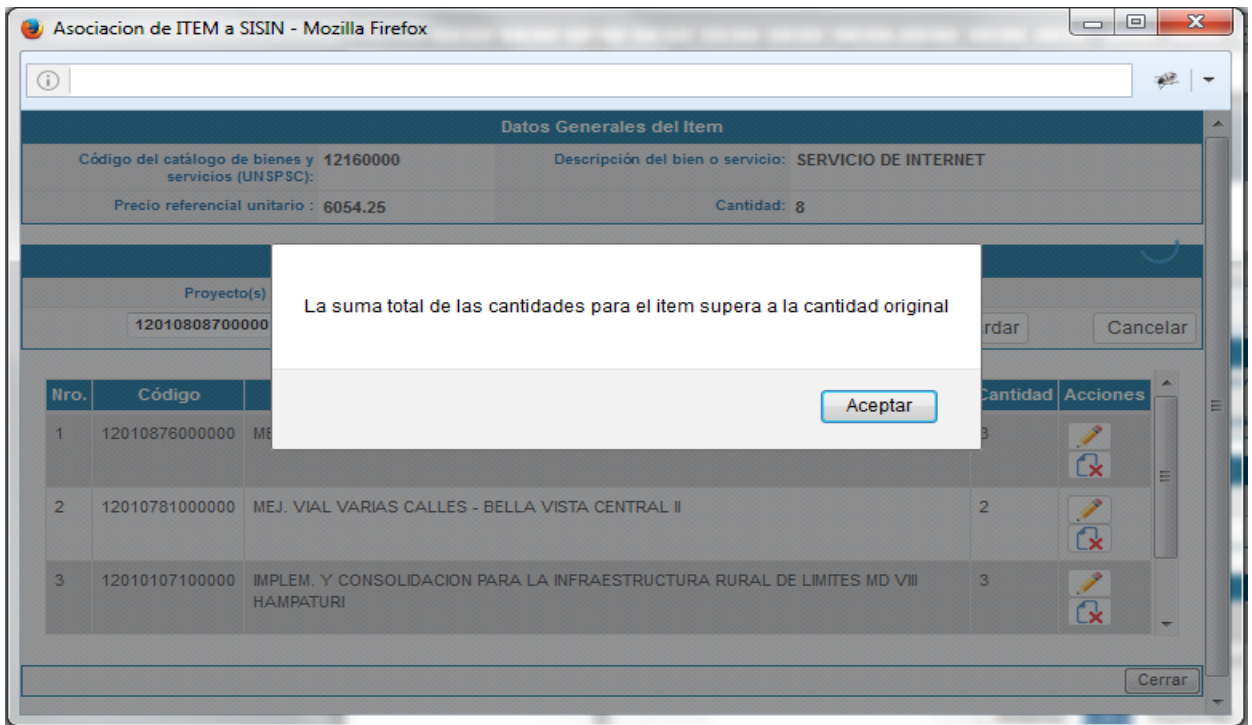 Asociacion de ITEM a SISIN - Mozilla Firefox
Datos Generales del Item
Código del catálogo de bienes y servicios (UNSPSC): 12160000 Descripción del bien o servicio: SERVICIO DE INTERNET
Precio referencial unitario : 6054.25 Cantidad: 8
Proyecto(s)
La suma total de las cantidades para el item supera a la cantidad original
12010808700000 Cancelar
Aceptar
Nro. Código Cantidad Acciones
1 12010876000000 3
2 12010781000000 MEJ. VIAL VARIAS CALLES - BELLA VISTA CENTRAL II 2
3 12010107100000 IMPLEM. Y CONSOLIDACION PARA LA INFRAESTRUCTURA RURAL DE LIMITES MD VIII 3
HAMPATURI
Cerrar